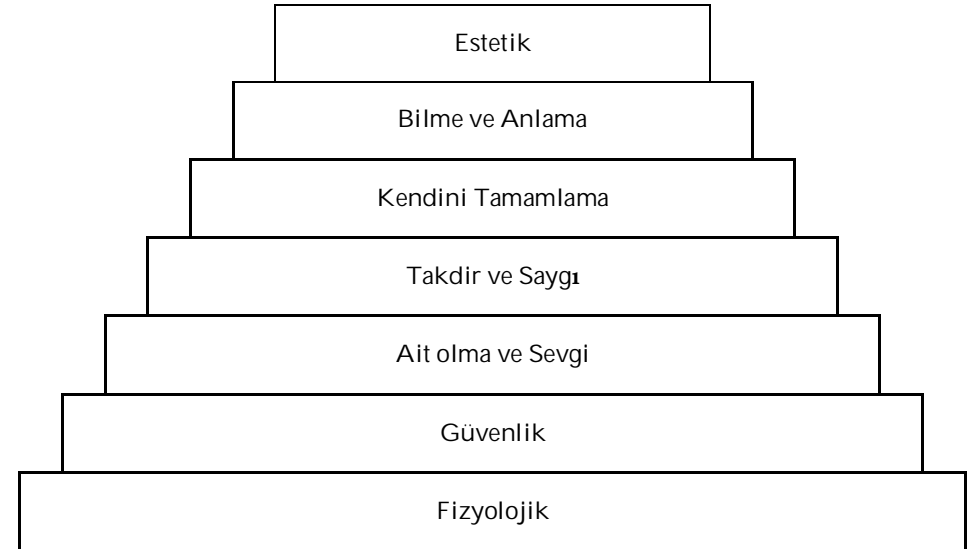 Estetik
Bilme ve Anlama
Kendini Tamamlama
Takdir ve Saygı
Ait olma ve Sevgi
Güvenlik
Fizyolojik